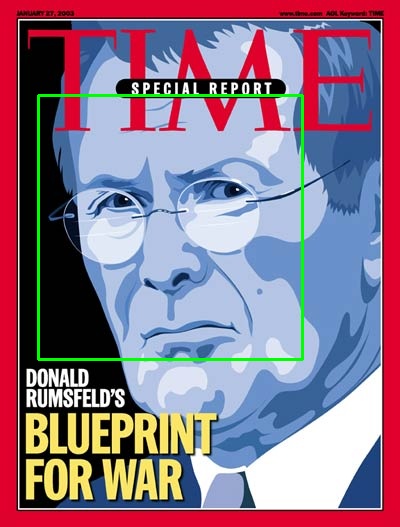 JANUARY 27, 2003 www.time.com AOL Keyword: TIME
TIME
SPECIAL REPORT
DONALD
RUMSFELD'S
BLUEPRINT
FOR WAR